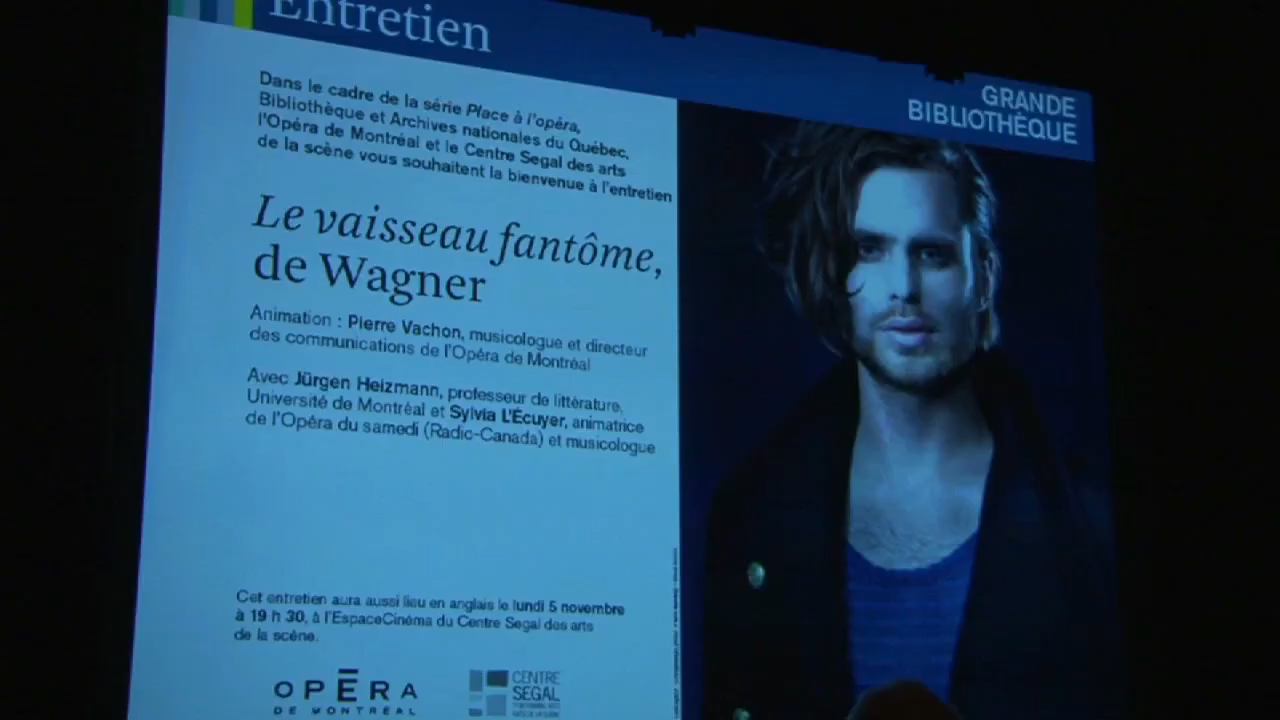 Entretien
GRANDE
BIBLIOTHÈQUE
Dans le cadre de la série Place à l'opéra,
Bibliothèque et Archives nationales du Québec,
l'Opéra de Montréal et le Centre Segal des arts
de la scène vous souhaitent la bienvenue à l'entretien
Le vaisseau fantôme,
de Wagner
Animation : Pierre Vachon, musicologue et directeur
des communications de l'Opéra de Montréal
Avec Jürgen Heizmann, professeur de littérature,
Université de Montréal et Sylvia L'Écuyer, animatrice
de l'Opéra du samedi (Radio-Canada) et musicologue
Cet entretien aura aussi lieu en anglais le lundi 5 novembre
à 19 h 30, à l'EspaceCinéma du Centre Segal des arts
de la scène.
OPĒRA
DE MONTRÉAL
CENTRE
SEGAL